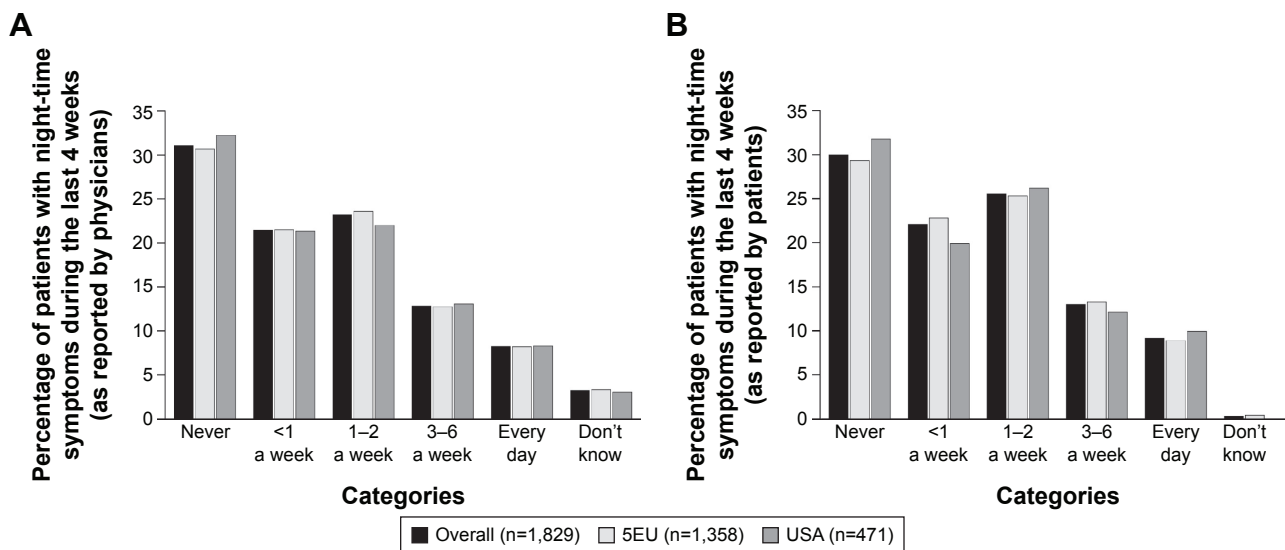 A
Percentage of patients with night-time
symptoms during the last 4 weeks
(as reported by physicians)
35
30
25
20
15
10
5
0
Never
<1
a week
1–2
a week
3–6
a week
Every
day
Don't
know
Categories
B
Percentage of patients with night-time
symptoms during the last 4 weeks
(as reported by patients)
35
30
25
20
15
10
5
0
Never
<1
a week
1–2
a week
3–6
a week
Every
day
Don't
know
Categories
Overall (n=1,829) 5EU (n=1,358) USA (n=471)